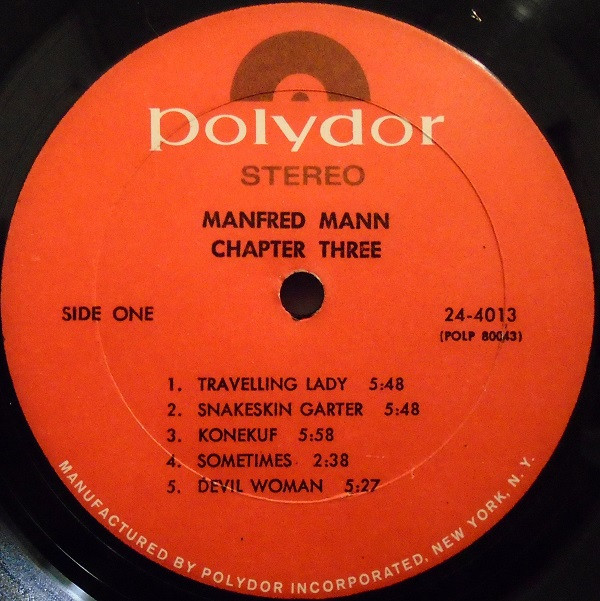 polydor
STEREO
MANFRED MANN
CHAPTER THREE
SIDE ONE
24-4013
(POLP 80043)
1. TRAVELLING LADY 5:48
2. SNAKESKIN GARTER 5:48
3. KONEKUF 5:58
4. SOMETIMES 2:38
5. DEVIL WOMAN 5:27
MANUFACTURED BY POLYDOR INCORPORATED, NEW YORK, N. Y.